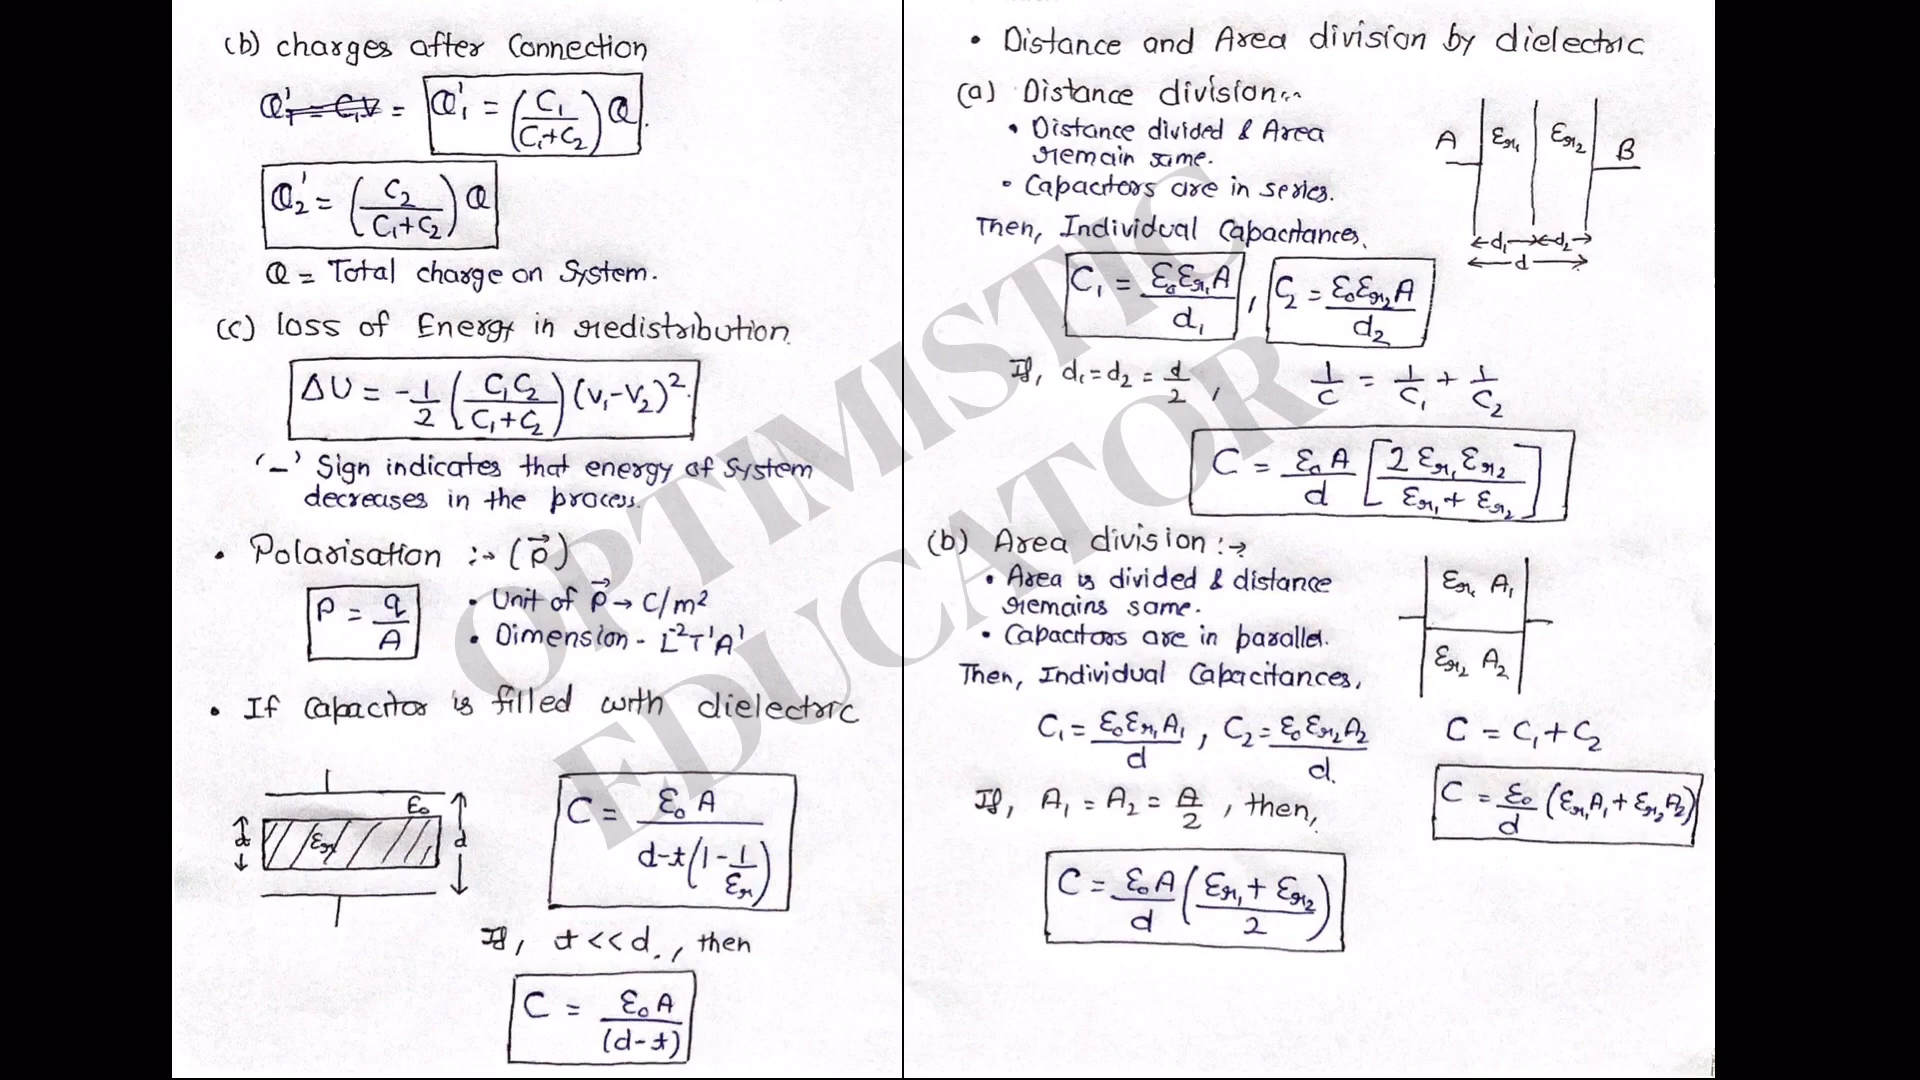 (b) charges after Connection
Q'₁ = C₁V = Q'₁ = (C₁/(C₁+C₂)) Q.
Q'₂ = (C₂/(C₁+C₂)) Q
Q = Total charge on System.
(c) loss of Energy in redistribution.
ΔU = -1/2 (C₁C₂/(C₁+C₂)) (V₁-V₂)²
'–' Sign indicates that energy of System
decreases in the process.
• Polarisation :→ (P⃗)
P = q/A
• Unit of P⃗ → C/m²
• Dimension - L⁻²T¹A¹
• If Capacitor is filled with dielectric
ε₀
εr
t
d
C = ε₀A/(d-t(1-1/εr))
If, t<<d., then
C = ε₀A/(d-t)
• Distance and Area division by dielectric
(a) Distance division:→
• Distance divided & Area
remain same.
• Capacitors are in series.
A εr₁ εr₂ B
d₁ d₂
d
Then, Individual Capacitances.
C₁ = ε₀εr₁A/d₁ , C₂ = ε₀εr₂A/d₂
If, d₁=d₂ = d/2 , 1/C = 1/C₁ + 1/C₂
C = ε₀A/d [2εr₁εr₂/(εr₁+εr₂)]
(b) Area division :→
• Area is divided & distance
remains same.
• Capacitors are in parallel.
εr₁ A₁
εr₂ A₂
Then, Individual Capacitances,
C₁ = ε₀εr₁A₁/d , C₂ = ε₀εr₂A₂/d.
C = C₁+C₂
If, A₁ = A₂ = A/2 , then,
C = ε₀/d (εr₁A₁+εr₂A₂)
C = ε₀A/d ((εr₁+εr₂)/2)
OPTIMISTIC
EDUCATOR